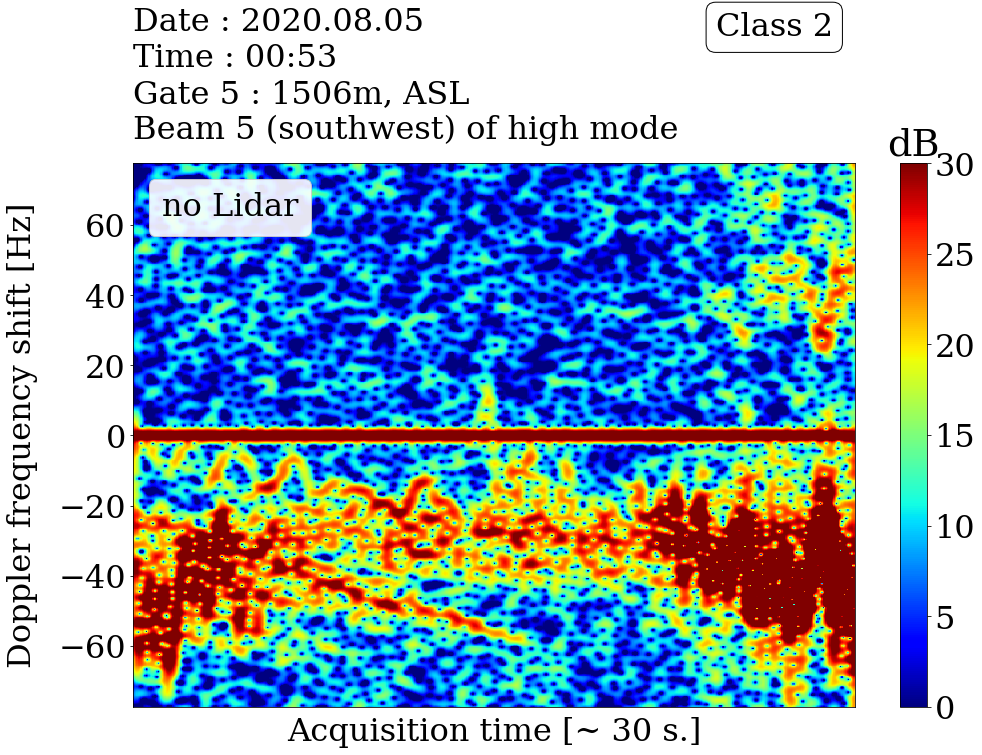 Date : 2020.08.05
Time : 00:53
Gate 5 : 1506m, ASL
Beam 5 (southwest) of high mode
Class 2
dB
no Lidar
Doppler frequency shift [Hz]
60
40
20
0
−20
−40
−60
30
25
20
15
10
5
0
Acquisition time [~ 30 s.]